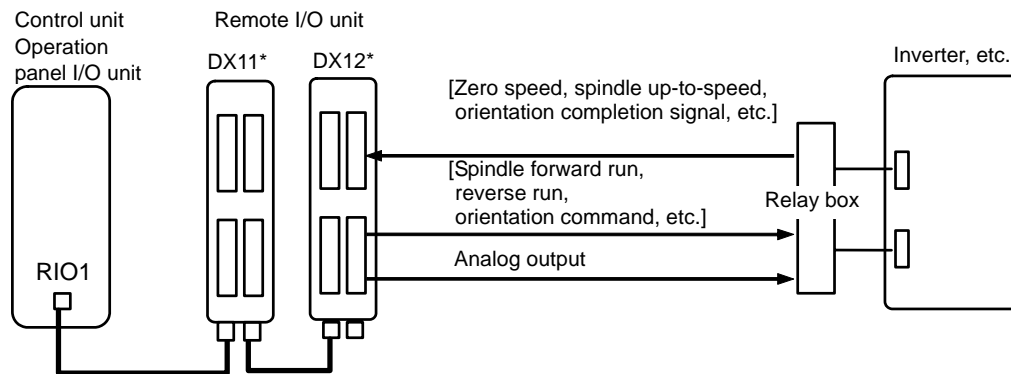 Control unit
Operation
panel I/O unit
Remote I/O unit
DX11*
DX12*
Inverter, etc.
[Zero speed, spindle up-to-speed,
orientation completion signal, etc.]
[Spindle forward run,
reverse run,
orientation command, etc.]
Relay box
Analog output
RIO1